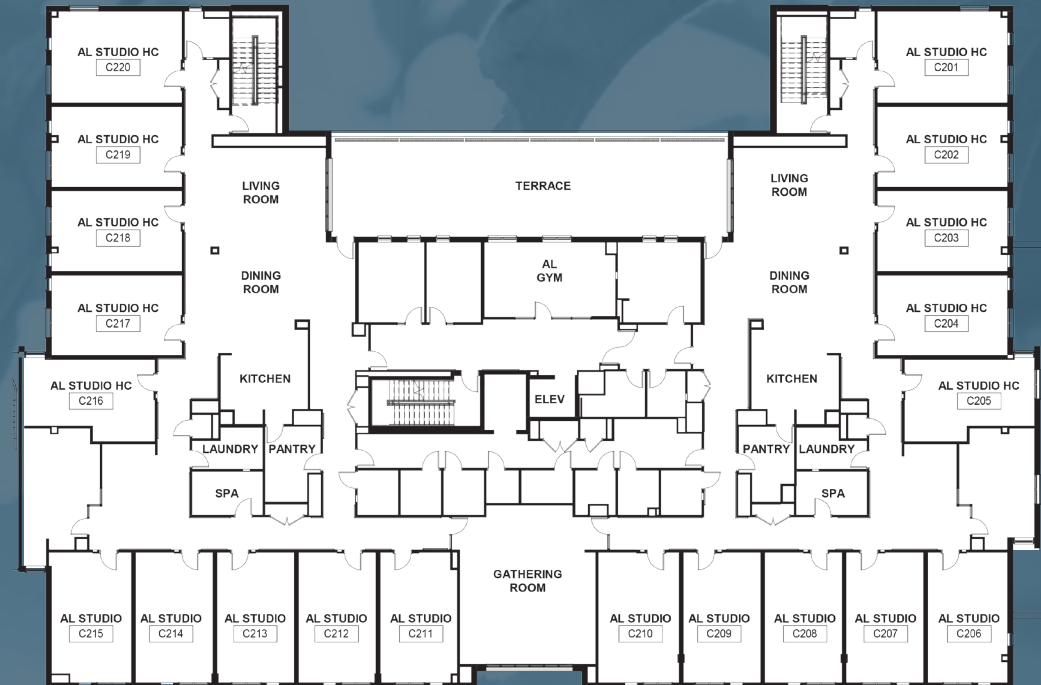 AL STUDIO HC
C220
AL STUDIO HC
C201
AL STUDIO HC
C219
AL STUDIO HC
C202
LIVING
ROOM
TERRACE
LIVING
ROOM
AL STUDIO HC
C218
AL STUDIO HC
C203
DINING
ROOM
AL
GYM
DINING
ROOM
AL STUDIO HC
C217
AL STUDIO HC
C204
AL STUDIO HC
C216
KITCHEN
ELEV
KITCHEN
AL STUDIO HC
C205
LAUNDRY
PANTRY
PANTRY
LAUNDRY
SPA
SPA
GATHERING
ROOM
AL STUDIO
C215
AL STUDIO
C214
AL STUDIO
C213
AL STUDIO
C212
AL STUDIO
C211
AL STUDIO
C210
AL STUDIO
C209
AL STUDIO
C208
AL STUDIO
C207
AL STUDIO
C206